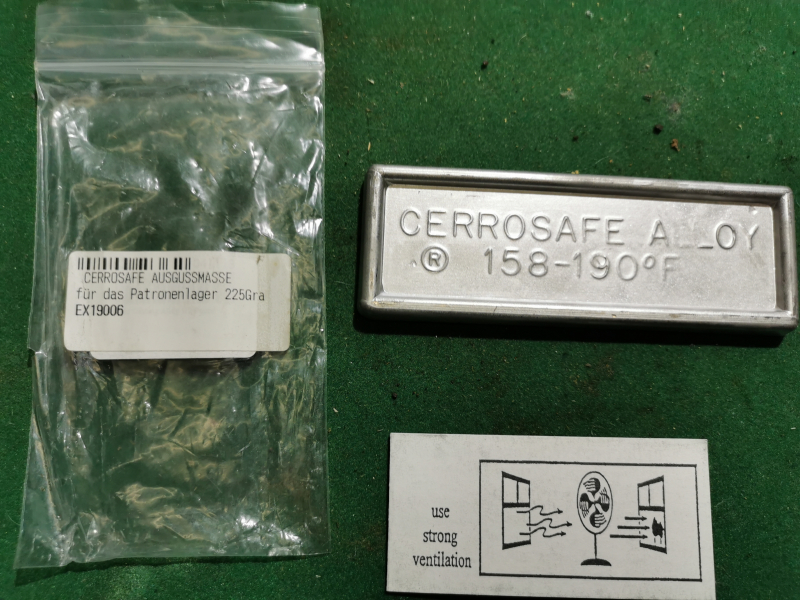 CERROSAFE AUSGUSSMASSE
für das Patronenlager 225Gra
EX19006
CERROSAFE ALLOY
® 158-190°F
use
strong
ventilation